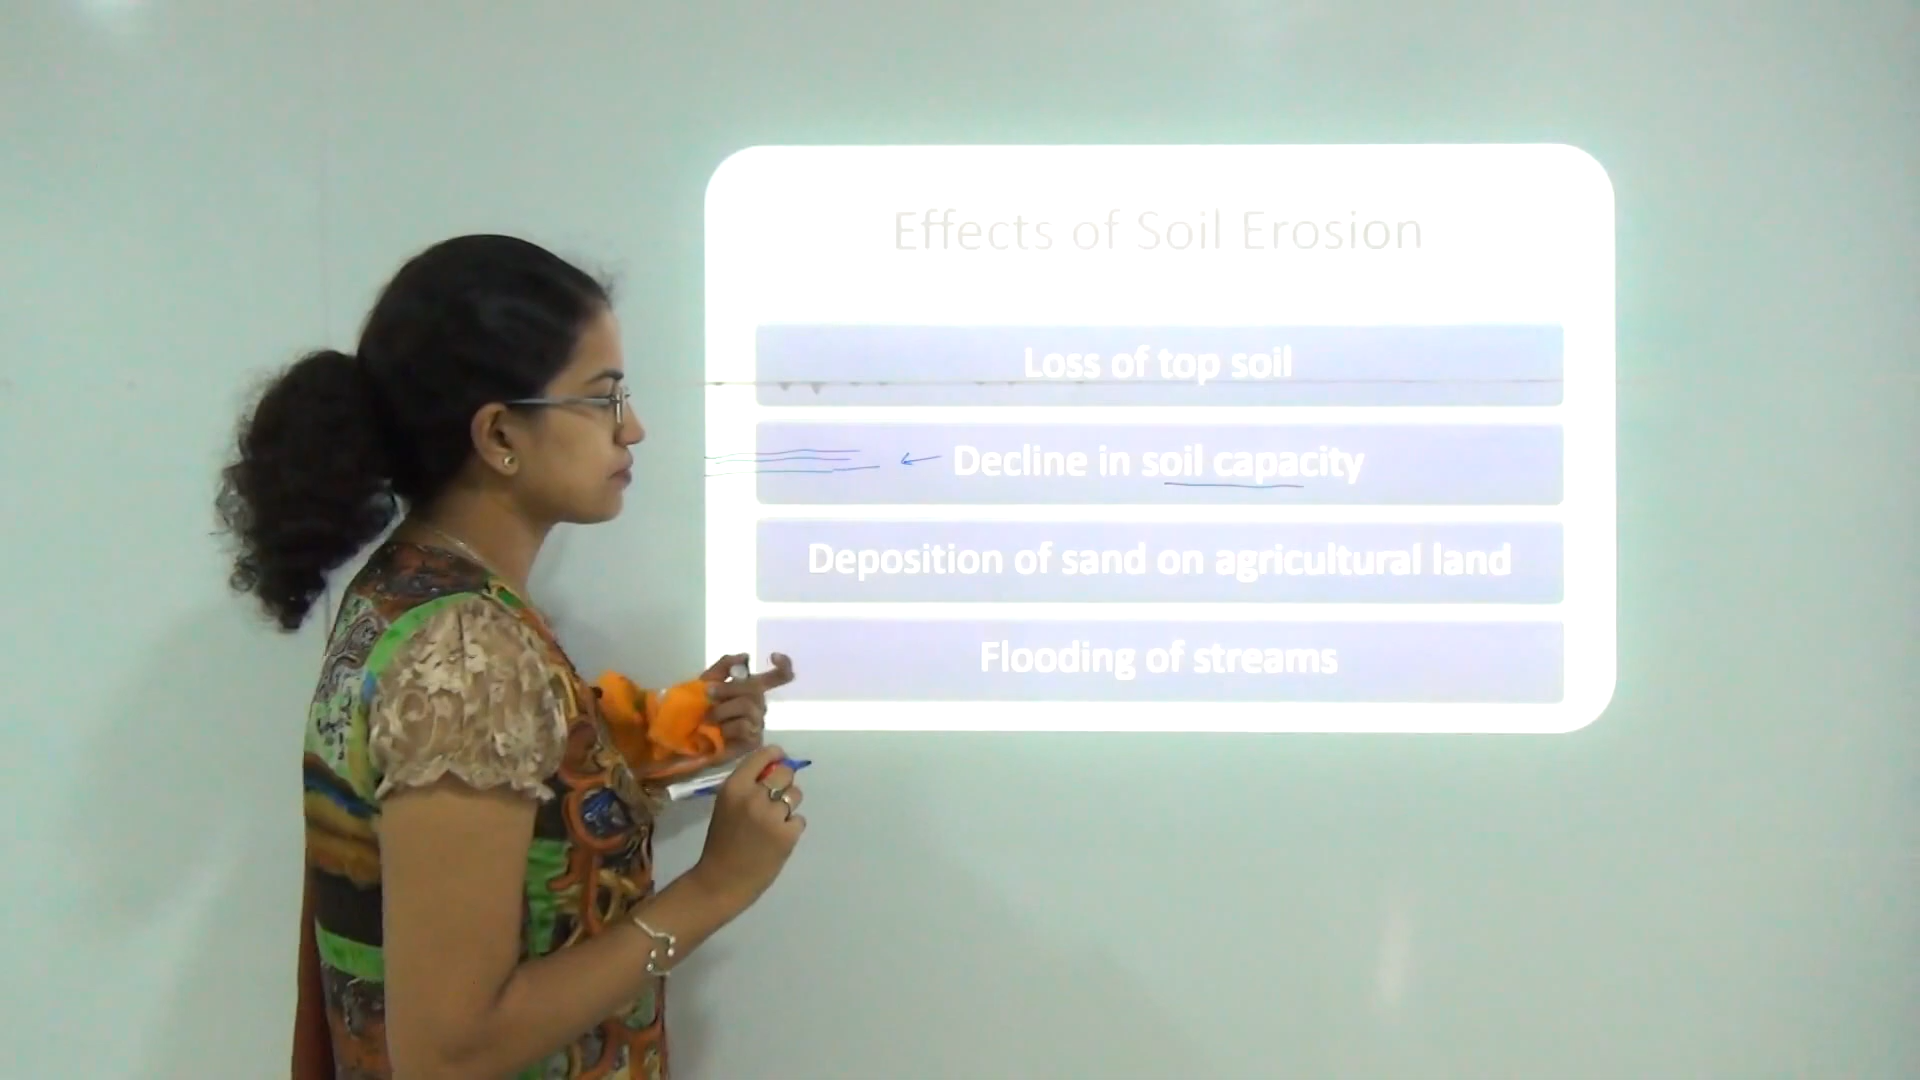 Effects of Soil Erosion
Loss of top soil
Decline in soil capacity
Deposition of sand on agricultural land
Flooding of streams